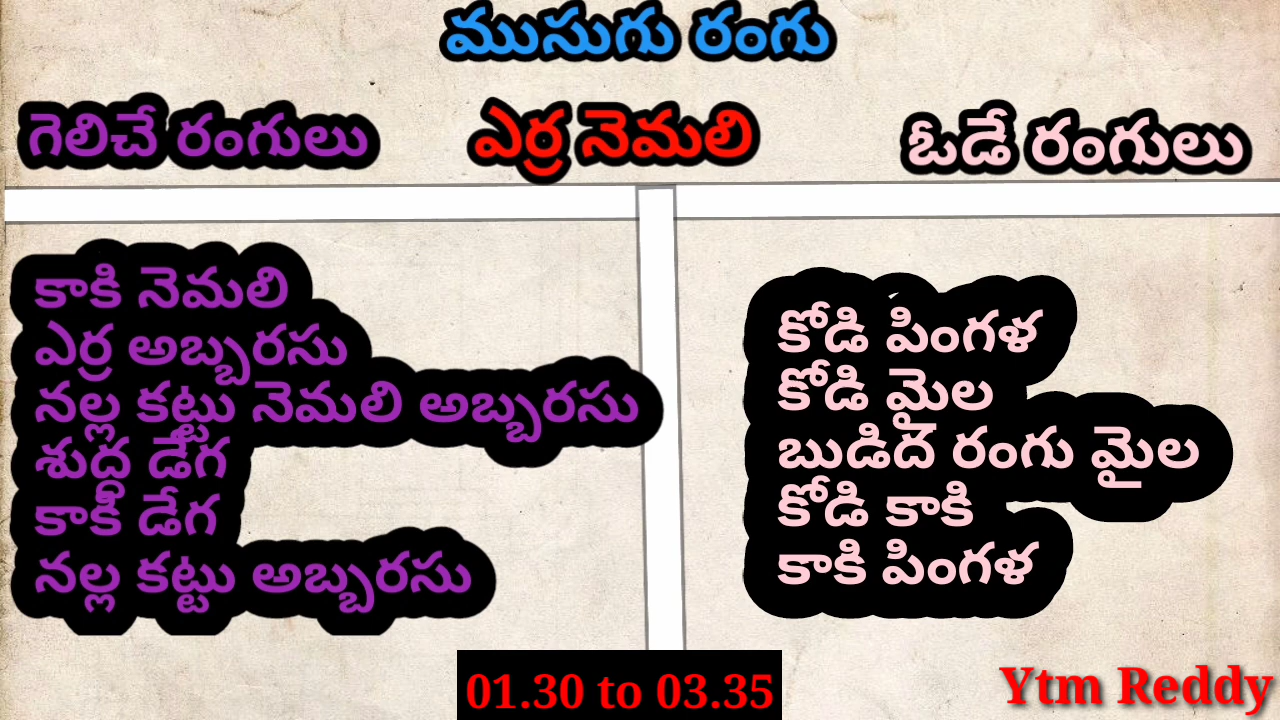 ముసుగు రంగు
గెలిచే రంగులు
ఎర్ర నెమలి
ఓడే రంగులు
కాకి నెమలి
ఎర్ర అబ్బరసు
నల్ల కట్టు నెమలి అబ్బరసు
శుద్ధ డేగ
కాకి డేగ
నల్ల కట్టు అబ్బరసు
కోడి పింగళ
కోడి మైల
బుడిద రంగు మైల
కోడి కాకి
కాకి పింగళ
01.30 to 03.35
Ytm Reddy